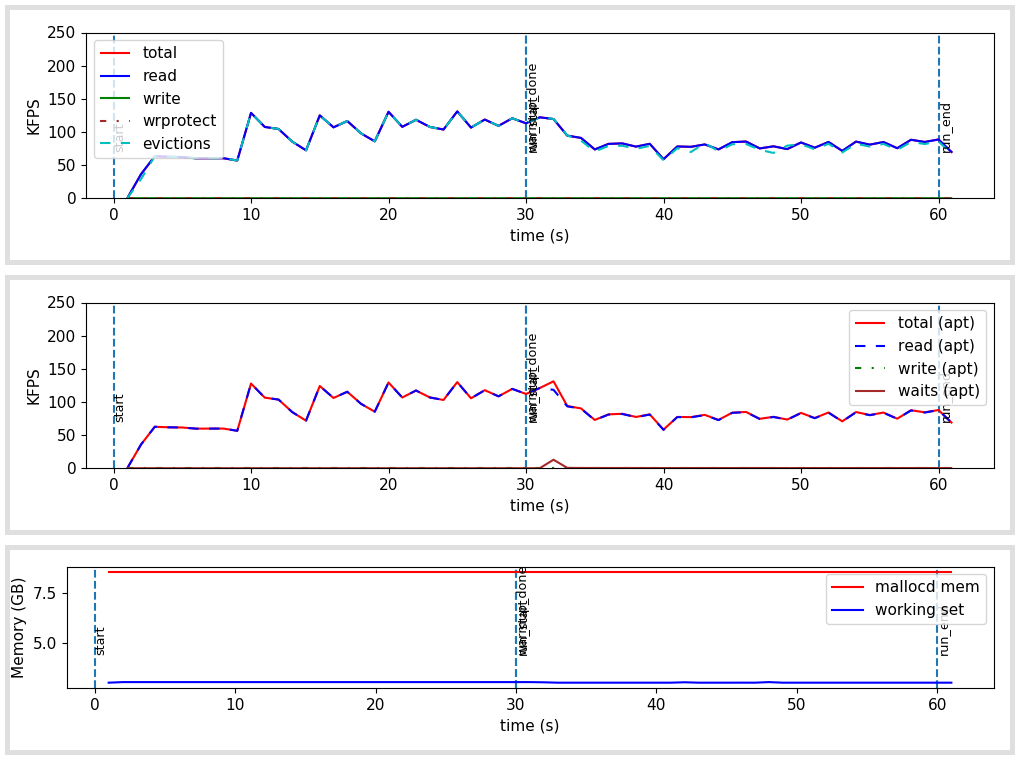 250
200
150
100
50
0
KFPS
total
read
write
wrprotect
evictions
start
run_end
0
10
20
30
40
50
60
time (s)
250
200
150
100
50
0
KFPS
start
total (apt)
read (apt)
write (apt)
waits (apt)
0
10
20
30
40
50
60
time (s)
7.5
5.0
Memory (GB)
start
mallocd mem
working set
0
10
20
30
40
50
60
time (s)